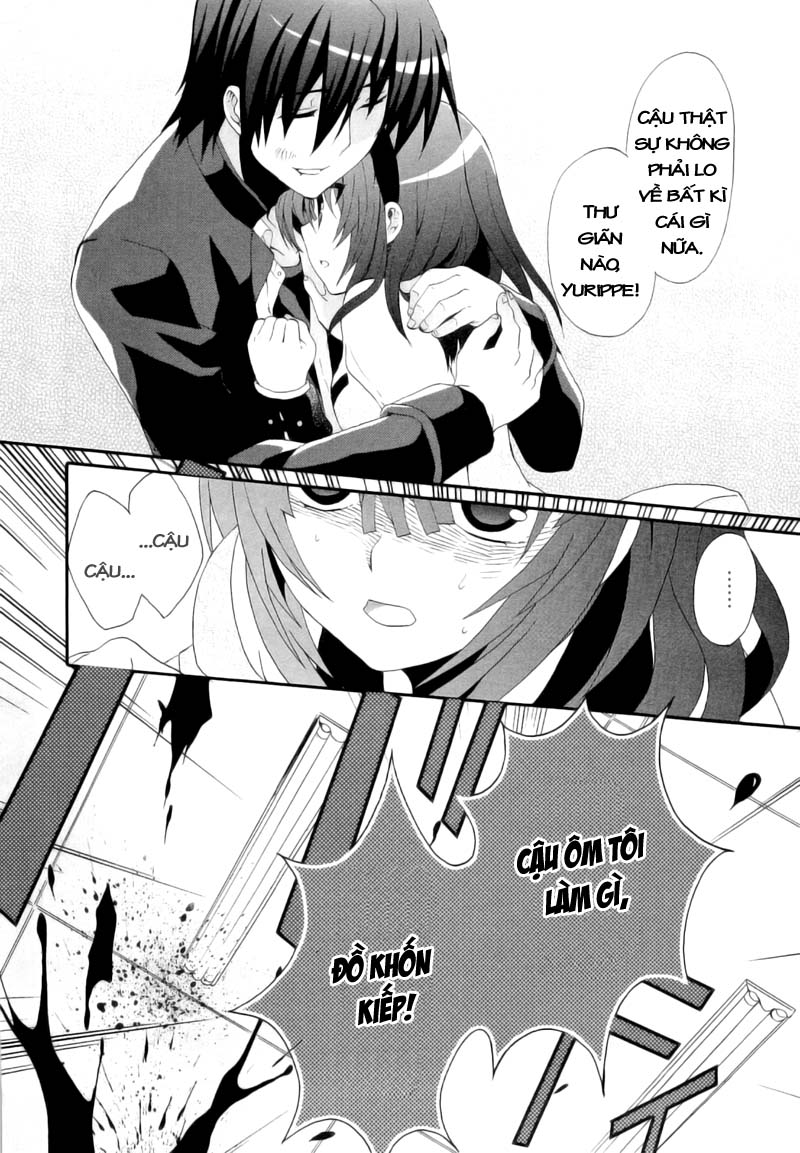 CẬU THẬT
SỰ KHÔNG
PHẢI LO
VỀ BẤT KÌ
CÁI GÌ
NỮA.
THƯ
GIÃN
NÀO,
YURIPPE!
......
...CẬU
CẬU...
CẬU ÔM TÔI
LÀM GÌ,
ĐỒ KHỐN
KIẾP!